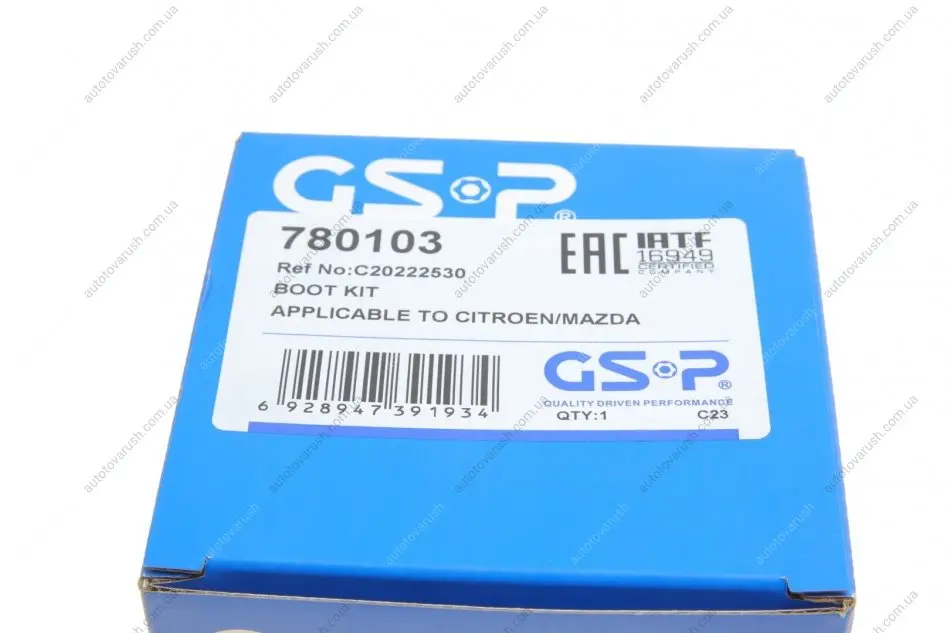 GSP®
780103
Ref No:C20222530
BOOT KIT
APPLICABLE TO CITROEN/MAZDA
EAC
IATF
16949
CERTIFIED
COMPANY
6 928947 391934
GSP®
QUALITY DRIVEN PERFORMANCE
QTY:1 C23
autotovarush.com.ua